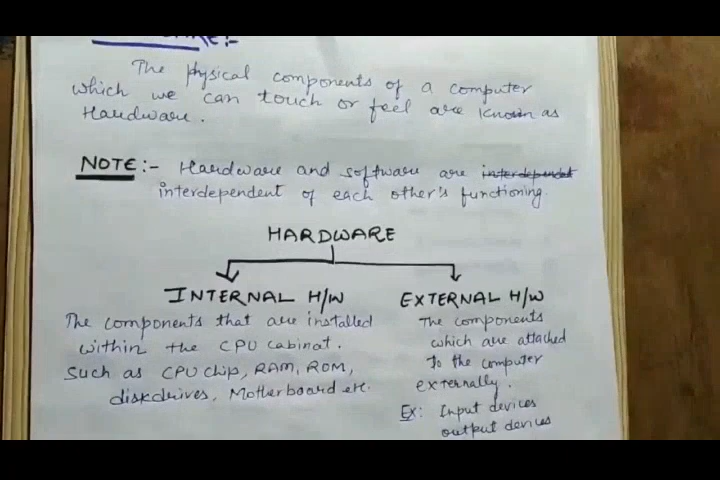 The physical components of a computer
which we can touch or feel are known as
Hardware.
NOTE:- Hardware and software are interdependent
interdependent of each other's functioning.
HARDWARE
INTERNAL H/W
The components that are installed
within the CPU cabinat.
Such as CPU chip, RAM, ROM,
diskdrives, Motherboard etc.
EXTERNAL H/W
The components
which are attached
to the computer
externally.
Ex: Input devices
output devices